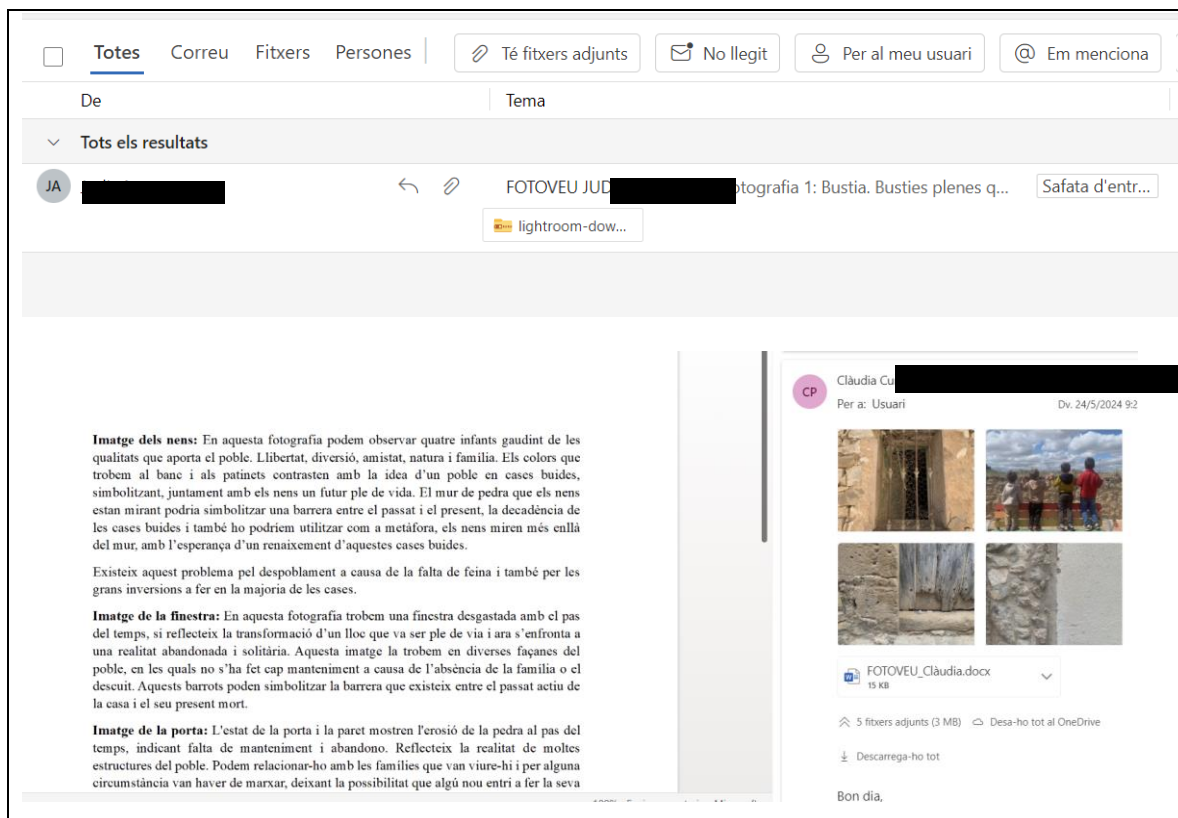 Totes Correu Fitxers Persones Té fitxers adjunts No llegit Per al meu usuari Em menciona
De Tema
Tots els resultats
JA FOTOVEU JUD otografia 1: Bustia. Busties plenes q... Safata d'entr...
lightroom-dow...
Imatge dels nens: En aquesta fotografia podem observar quatre infants gaudint de les
qualitats que aporta el poble. Llibertat, diversió, amistat, natura i família. Els colors que
trobem al banc i als patinets contrasten amb la idea d'un poble en cases buides,
simbolitzant, juntament amb els nens un futur ple de vida. El mur de pedra que els nens
estan mirant podria simbolitzar una barrera entre el passat i el present, la decadència de
les cases buides i també ho podríem utilitzar com a metàfora, els nens miren més enllà
del mur, amb l'esperança d'un renaixement d'aquestes cases buides.
Existeix aquest problema pel despoblament a causa de la falta de feina i també per les
grans inversions a fer en la majoria de les cases.
Imatge de la finestra: En aquesta fotografia trobem una finestra desgastada amb el pas
del temps, si reflecteix la transformació d'un lloc que va ser ple de via i ara s'enfronta a
una realitat abandonada i solitària. Aquesta imatge la trobem en diverses façanes del
poble, en les quals no s'ha fet cap manteniment a causa de l'absència de la família o el
descuit. Aquests barrots poden simbolitzar la barrera que existeix entre el passat actiu de
la casa i el seu present mort.
Imatge de la porta: L'estat de la porta i la paret mostren l'erosió de la pedra al pas del
temps, indicant falta de manteniment i abandono. Reflecteix la realitat de moltes
estructures del poble. Podem relacionar-ho amb les famílies que van viure-hi i per alguna
circumstància van haver de marxar, deixant la possibilitat que algú nou entri a fer la seva
CP Clàudia Cu
Per a: Usuari Dv. 24/5/2024 9:2
FOTOVEU_Clàudia.docx
15 KB
5 fitxers adjunts (3 MB) Desa-ho tot al OneDrive
Descarrega-ho tot
Bon dia,